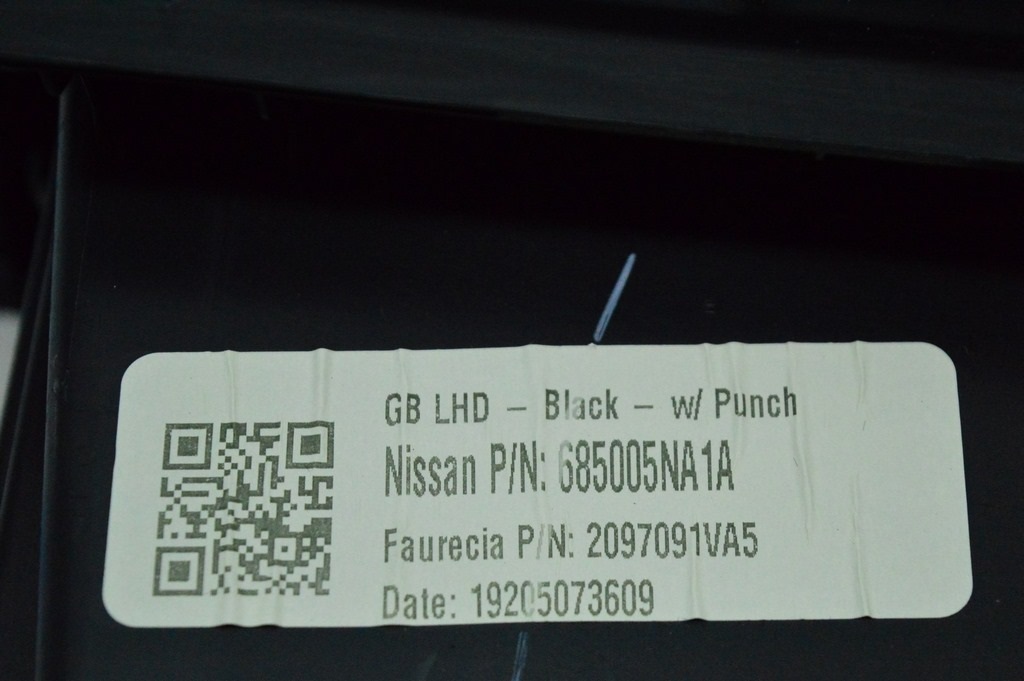 GB LHD – Black – w/ Punch
Nissan P/N: 685005NA1A
Faurecia P/N: 2097091VA5
Date: 19205073609